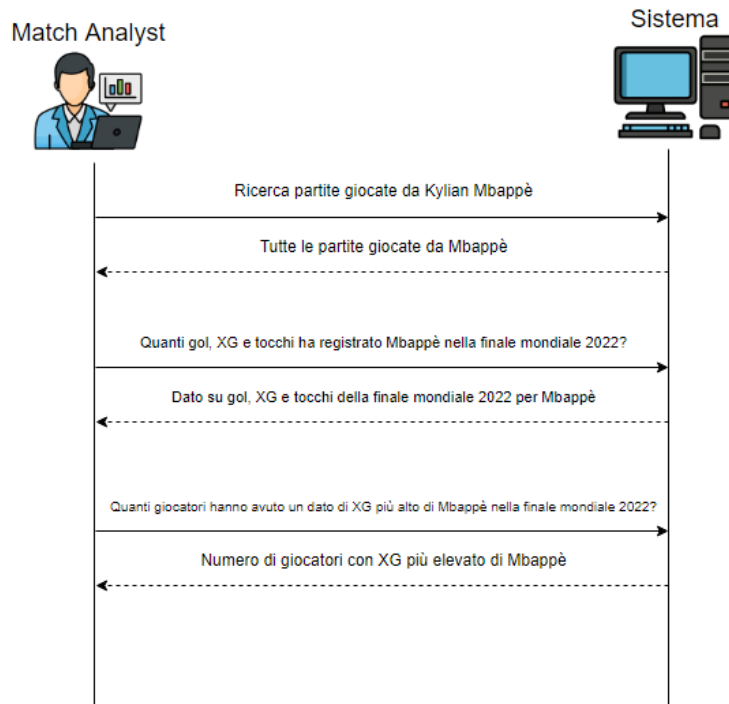 Match Analyst
Sistema
Ricerca partite giocate da Kylian Mbappè
Tutte le partite giocate da Mbappè
Quanti gol, XG e tocchi ha registrato Mbappè nella finale mondiale 2022?
Dato su gol, XG e tocchi della finale mondiale 2022 per Mbappè
Quanti giocatori hanno avuto un dato di XG più alto di Mbappè nella finale mondiale 2022?
Numero di giocatori con XG più elevato di Mbappè